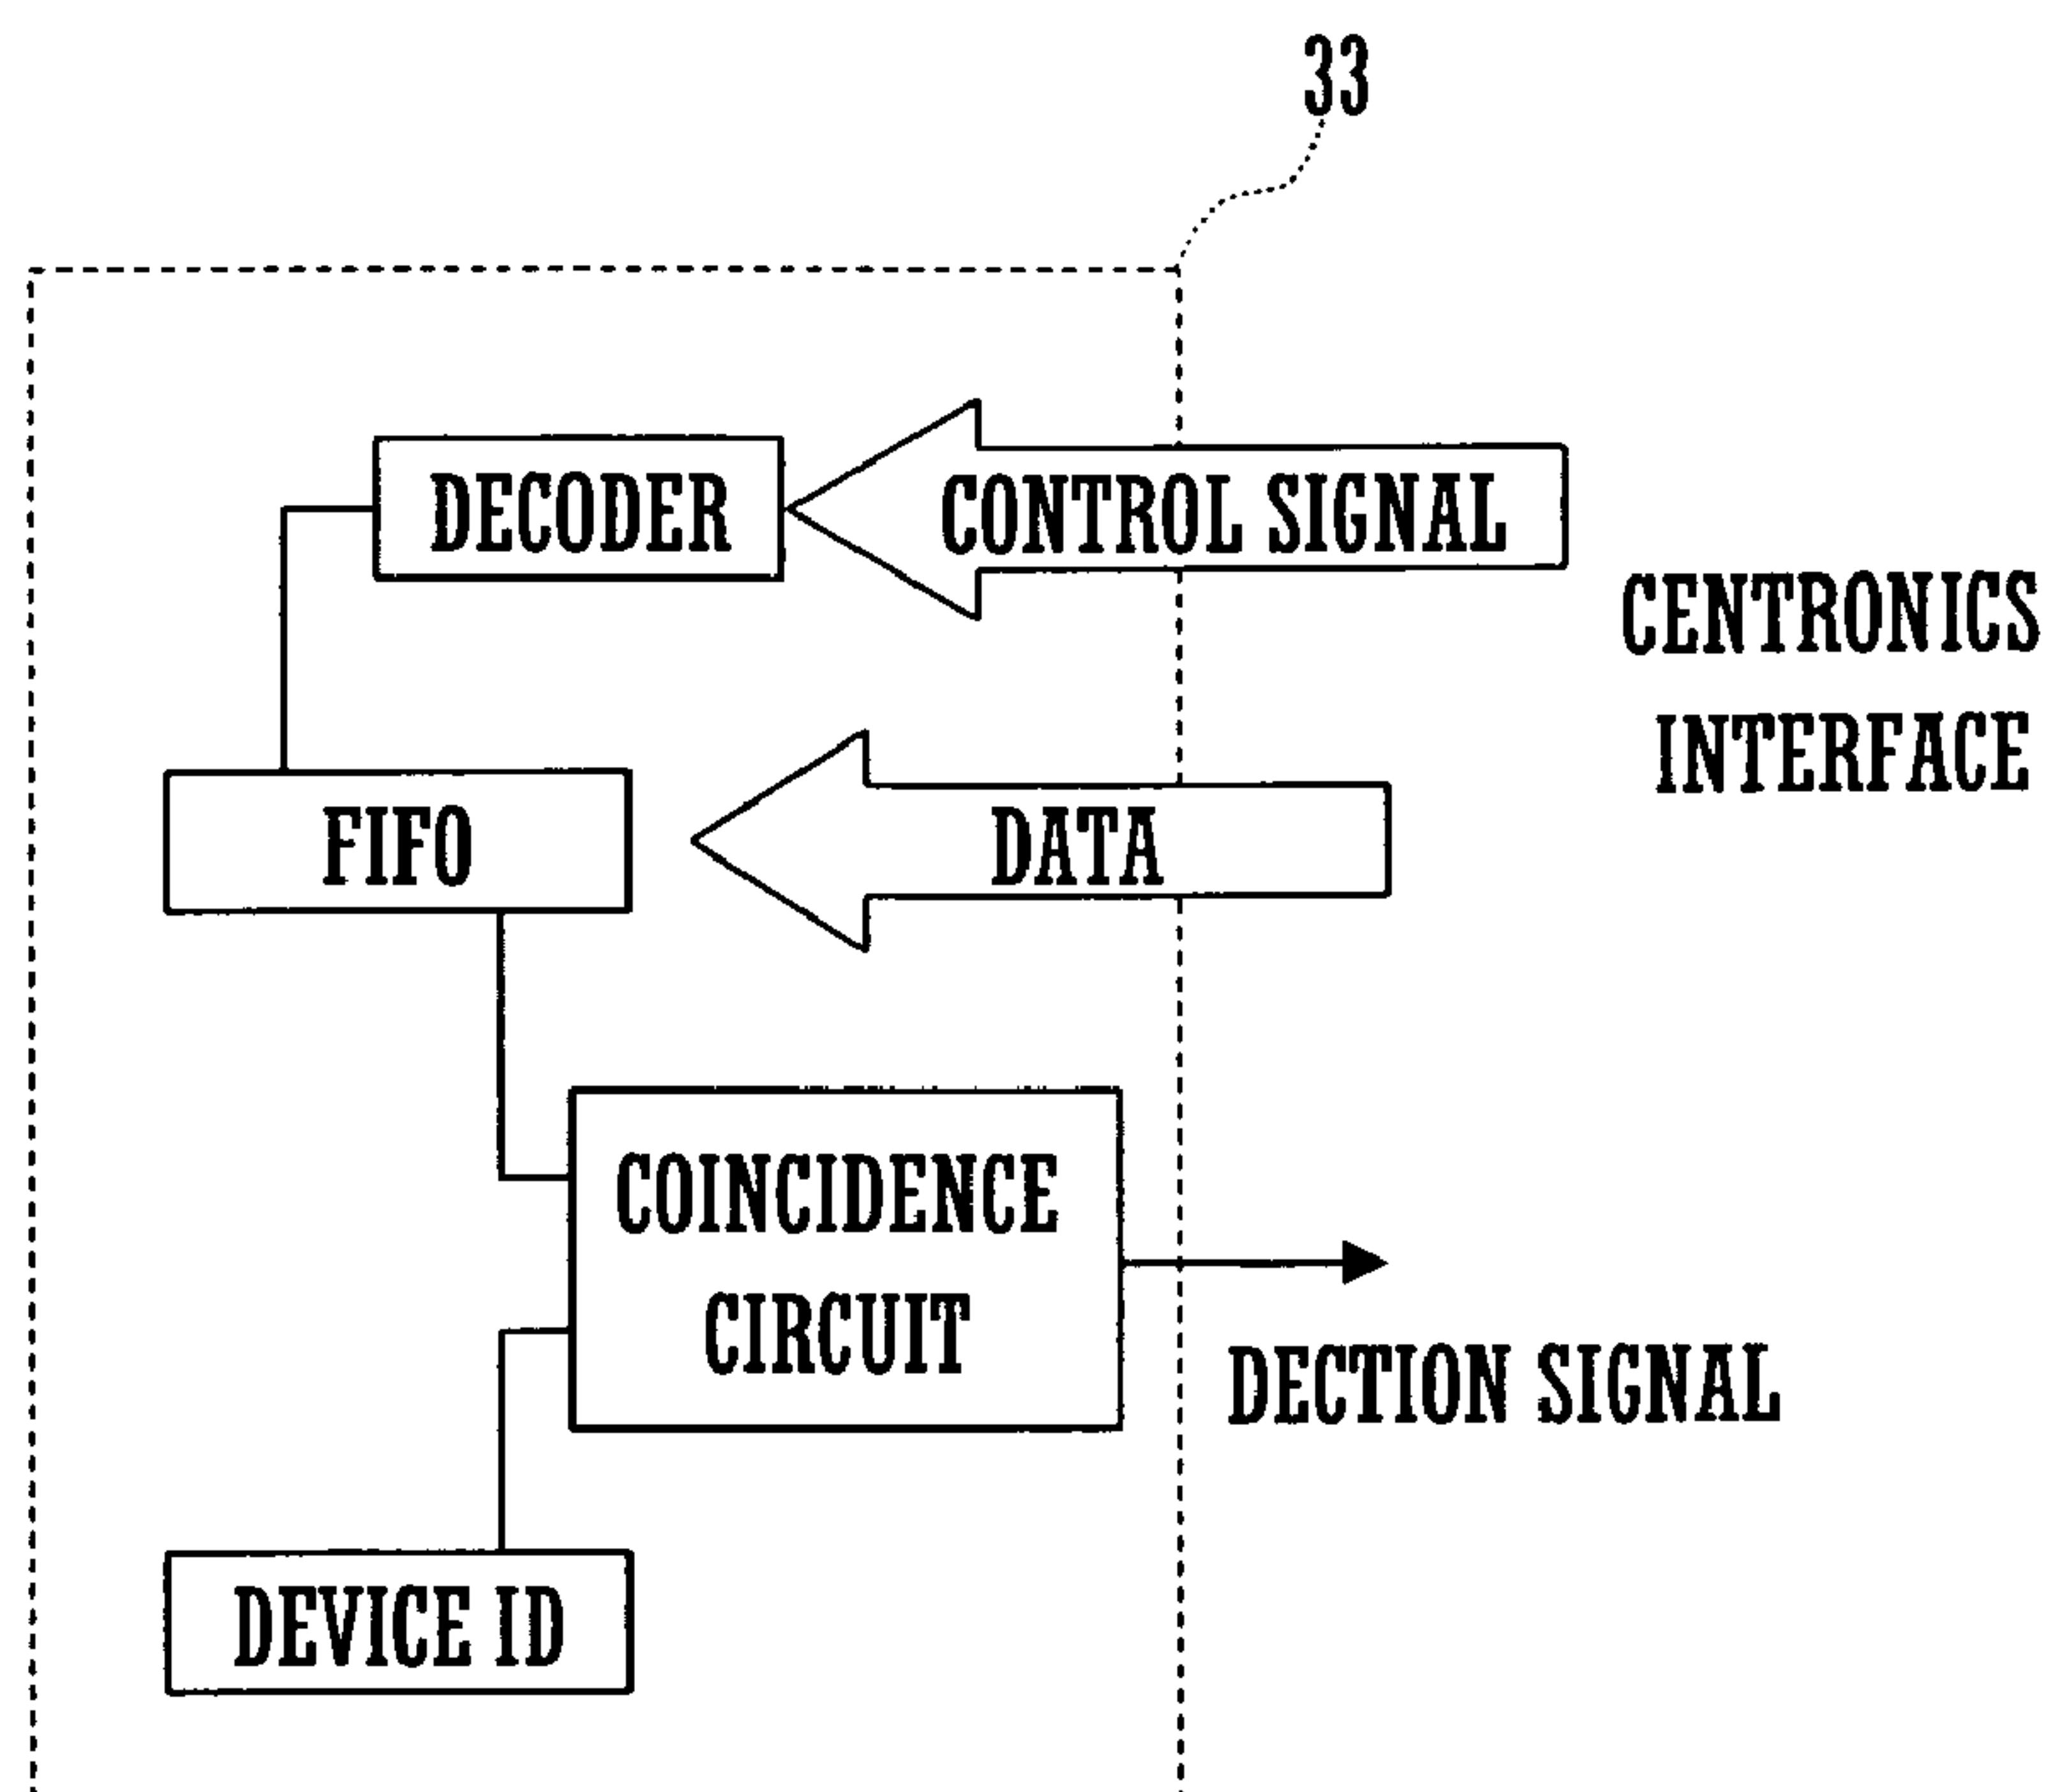 33
DECODER
CONTROL SIGNAL
CENTRONICS
INTERFACE
FIFO
DATA
COINCIDENCE
CIRCUIT
DECTION SIGNAL
DEVICE ID